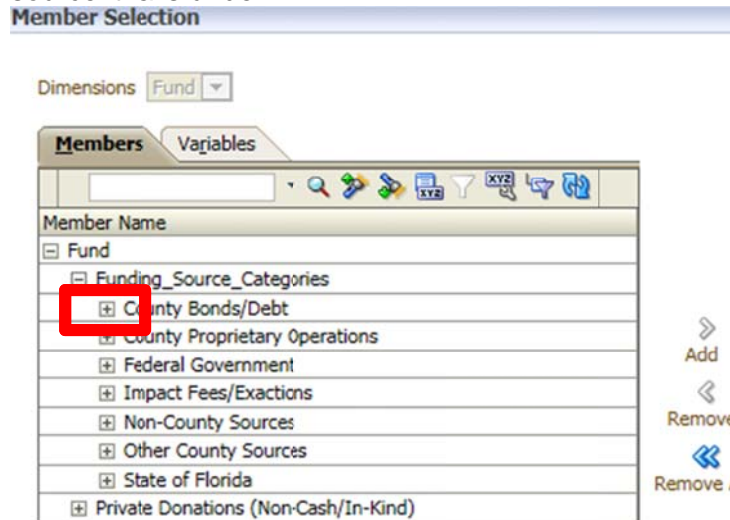 Member Selection
Dimensions Fund
Members Variables
XYZ XYZ
Member Name
Fund
Funding_Source_Categories
County Bonds/Debt
County Proprietary Operations
Federal Government
Impact Fees/Exactions
Non-County Sources
Other County Sources
State of Florida
Private Donations (Non-Cash/In-Kind)
Add
Remove
Remove